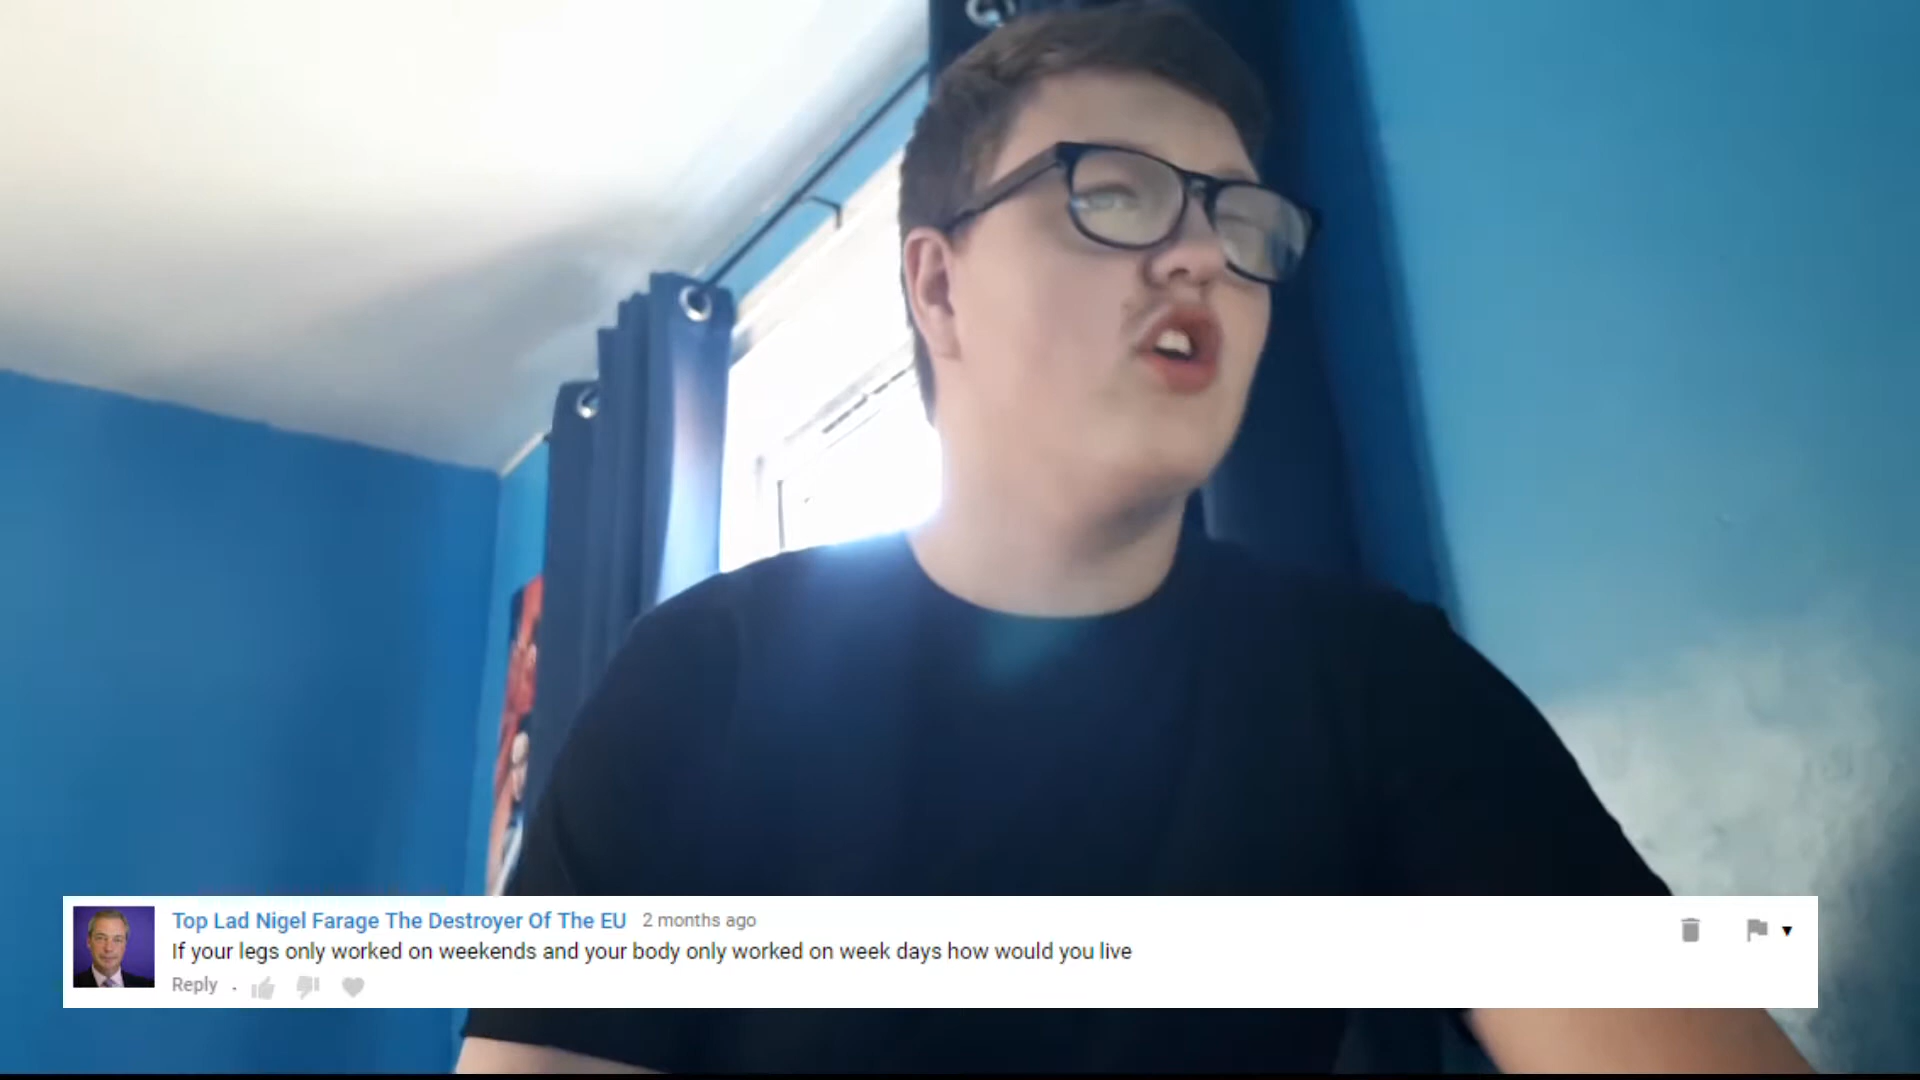 Top Lad Nigel Farage The Destroyer Of The EU 2 months ago
If your legs only worked on weekends and your body only worked on week days how would you live
Reply